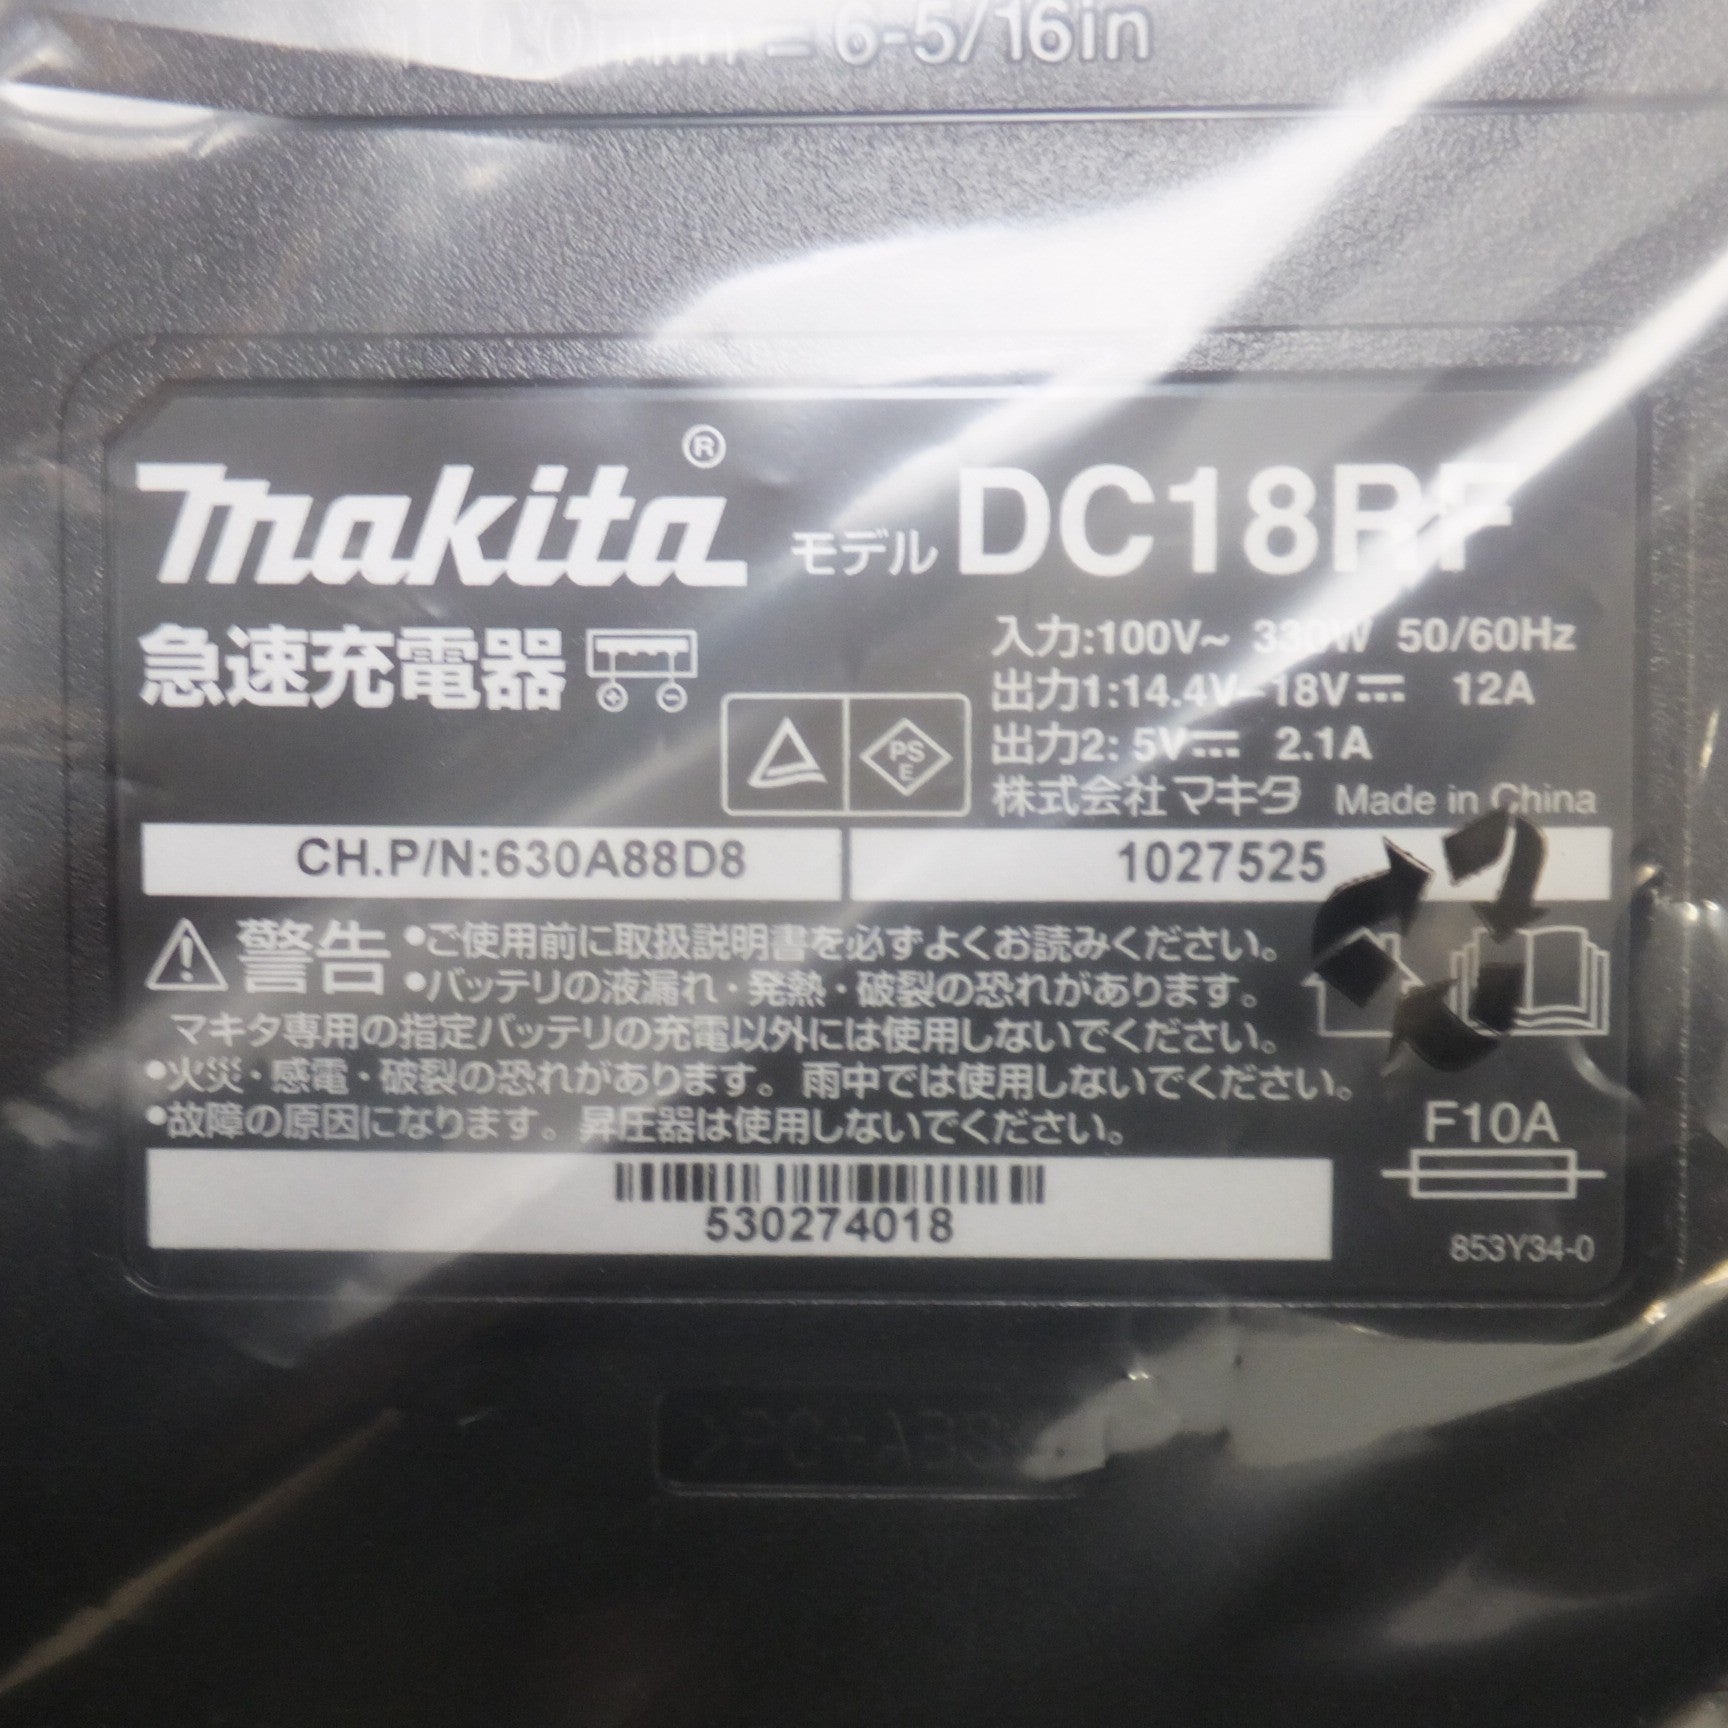 = 6-5/16in
makita® モデル DC18RF
急速充電器
入力:100V~ 330W 50/60Hz
出力1:14.4V-18V⎓ 12A
出力2: 5V⎓ 2.1A
株式会社マキタ Made in China
PS
E
CH.P/N:630A88D8
1027525
警告 •ご使用前に取扱説明書を必ずよくお読みください。
•バッテリの液漏れ・発熱・破裂の恐れがあります。
マキタ専用の指定バッテリの充電以外には使用しないでください。
•火災・感電・破裂の恐れがあります。雨中では使用しないでください。
•故障の原因になります。昇圧器は使用しないでください。
F10A
530274018
853Y34-0